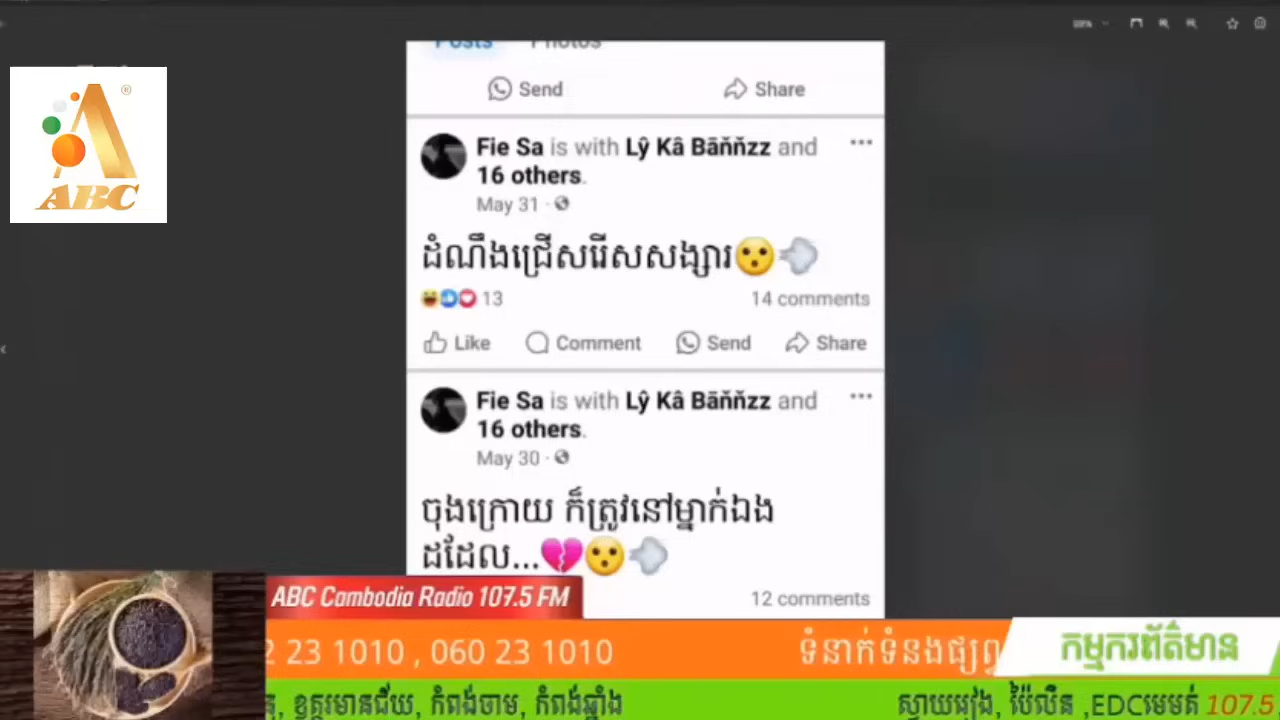 Posts Photos
Send Share
ABC
Fie Sa is with Lŷ Kâ Bāňňzz and
16 others.
May 31
ដំណឹងជ្រើសរើសសង្សារ😮💨
13 14 comments
Like Comment Send Share
Fie Sa is with Lŷ Kâ Bāňňzz and
16 others.
May 30
ចុងក្រោយ ក៏ត្រូវនៅម្នាក់ឯង
ដដែល...💔😮💨
12 comments
ABC Cambodia Radio 107.5 FM
2 23 1010 , 060 23 1010 ទំនាក់ទំនងផ្សព្វ
កម្មករព័ត៌មាន
ឧត្តរមានជ័យ, កំពង់ចាម, កំពង់ឆ្នាំង ស្វាយរៀង, ប៉ៃលិន ,EDCមេមត់ 107.5